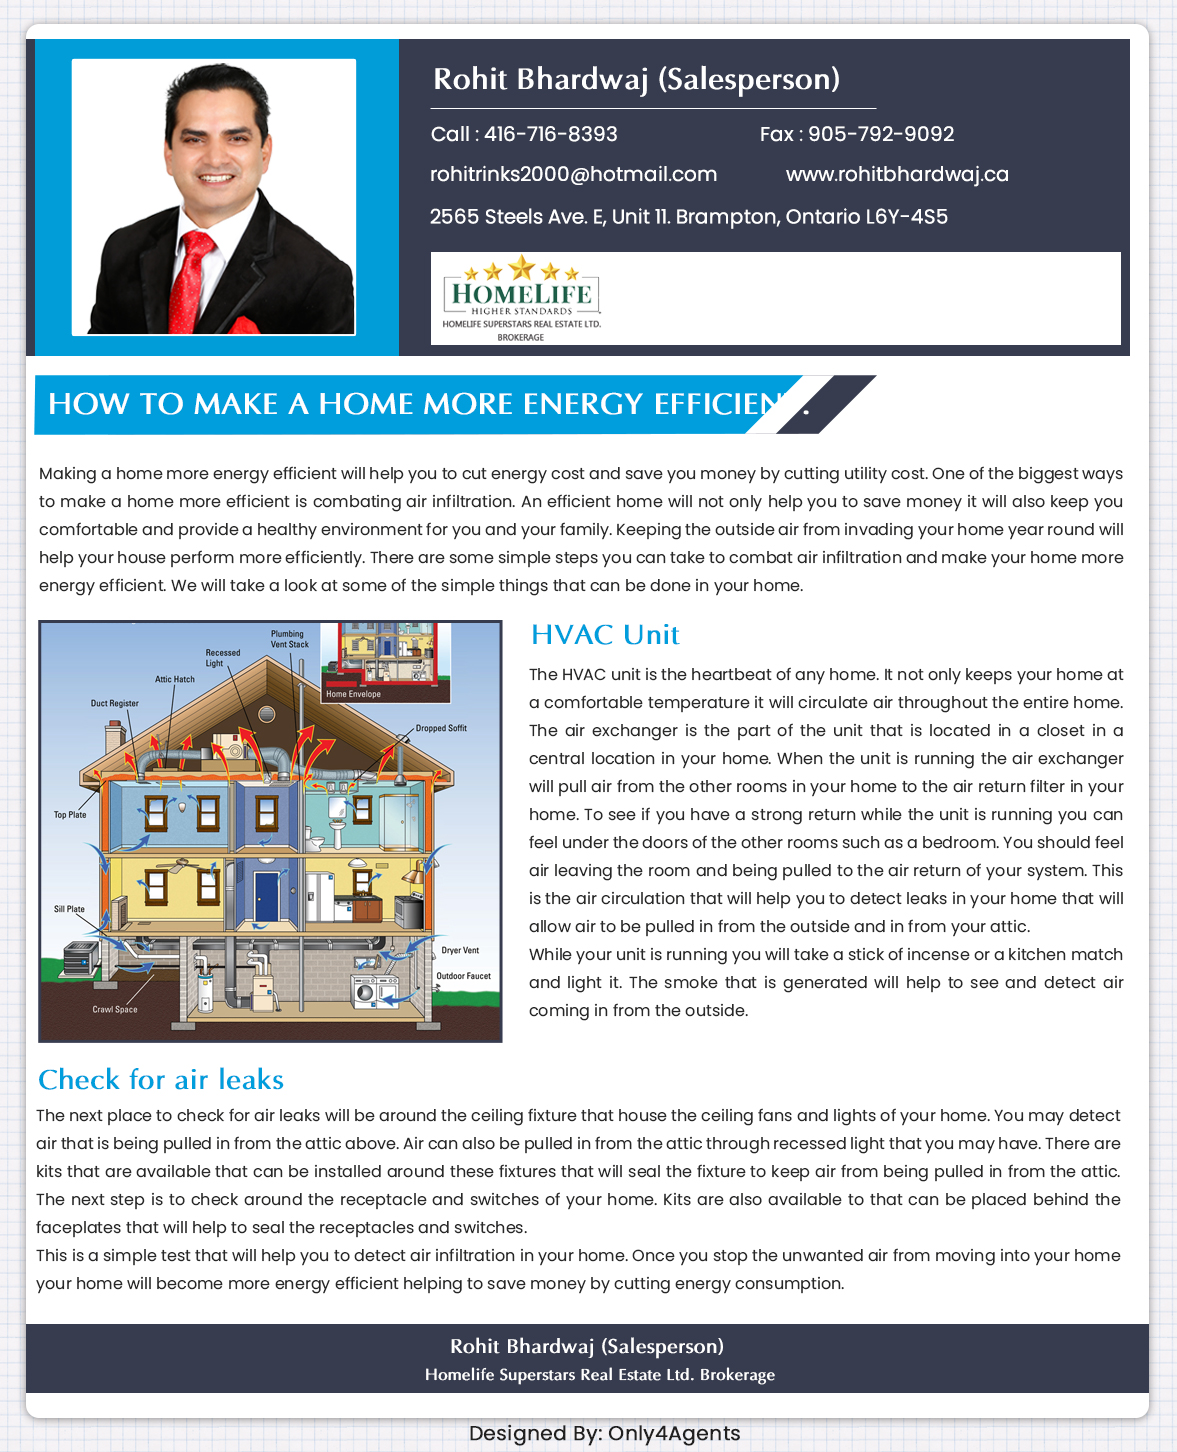 Rohit Bhardwaj (Salesperson)
Call : 416-716-8393 Fax : 905-792-9092
rohitrinks2000@hotmail.com www.rohitbhardwaj.ca
2565 Steels Ave. E, Unit 11. Brampton, Ontario L6Y-4S5
HOMELIFE
HIGHER STANDARDS
HOMELIFE SUPERSTARS REAL ESTATE LTD.
BROKERAGE
HOW TO MAKE A HOME MORE ENERGY EFFICIENT.
Making a home more energy efficient will help you to cut energy cost and save you money by cutting utility cost. One of the biggest ways
to make a home more efficient is combating air infiltration. An efficient home will not only help you to save money it will also keep you
comfortable and provide a healthy environment for you and your family. Keeping the outside air from invading your home year round will
help your house perform more efficiently. There are some simple steps you can take to combat air infiltration and make your home more
energy efficient. We will take a look at some of the simple things that can be done in your home.
Plumbing
Vent Stack
Recessed
Light
Attic Hatch
Duct Register
Home Envelope
Dropped Soffit
Top Plate
Sill Plate
Dryer Vent
Outdoor Faucet
Crawl Space
HVAC Unit
The HVAC unit is the heartbeat of any home. It not only keeps your home at
a comfortable temperature it will circulate air throughout the entire home.
The air exchanger is the part of the unit that is located in a closet in a
central location in your home. When the unit is running the air exchanger
will pull air from the other rooms in your home to the air return filter in your
home. To see if you have a strong return while the unit is running you can
feel under the doors of the other rooms such as a bedroom. You should feel
air leaving the room and being pulled to the air return of your system. This
is the air circulation that will help you to detect leaks in your home that will
allow air to be pulled in from the outside and in from your attic.
While your unit is running you will take a stick of incense or a kitchen match
and light it. The smoke that is generated will help to see and detect air
coming in from the outside.
Check for air leaks
The next place to check for air leaks will be around the ceiling fixture that house the ceiling fans and lights of your home. You may detect
air that is being pulled in from the attic above. Air can also be pulled in from the attic through recessed light that you may have. There are
kits that are available that can be installed around these fixtures that will seal the fixture to keep air from being pulled in from the attic.
The next step is to check around the receptacle and switches of your home. Kits are also available to that can be placed behind the
faceplates that will help to seal the receptacles and switches.
This is a simple test that will help you to detect air infiltration in your home. Once you stop the unwanted air from moving into your home
your home will become more energy efficient helping to save money by cutting energy consumption.
Rohit Bhardwaj (Salesperson)
Homelife Superstars Real Estate Ltd. Brokerage
Designed By: Only4Agents